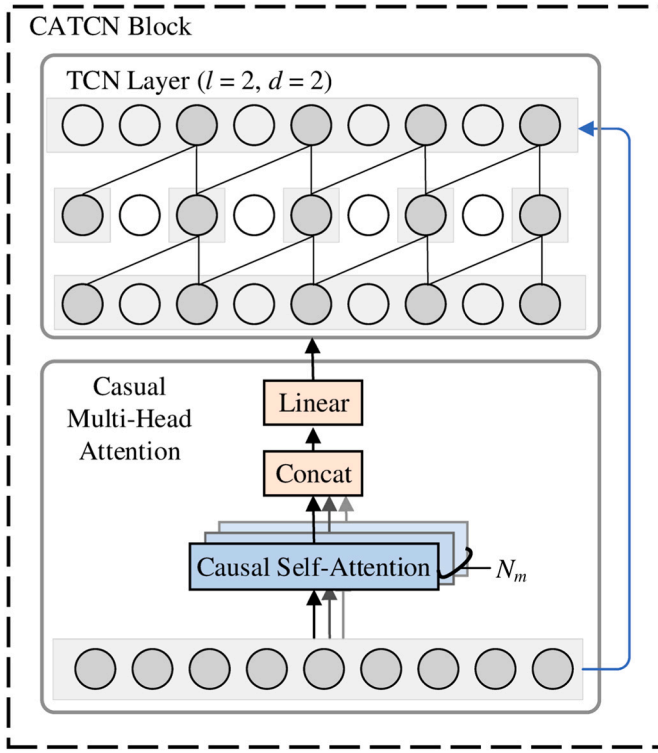 CATCN Block
TCN Layer (l = 2, d = 2)
Casual
Multi-Head
Attention
Linear
Concat
Causal Self-Attention
Nₘ